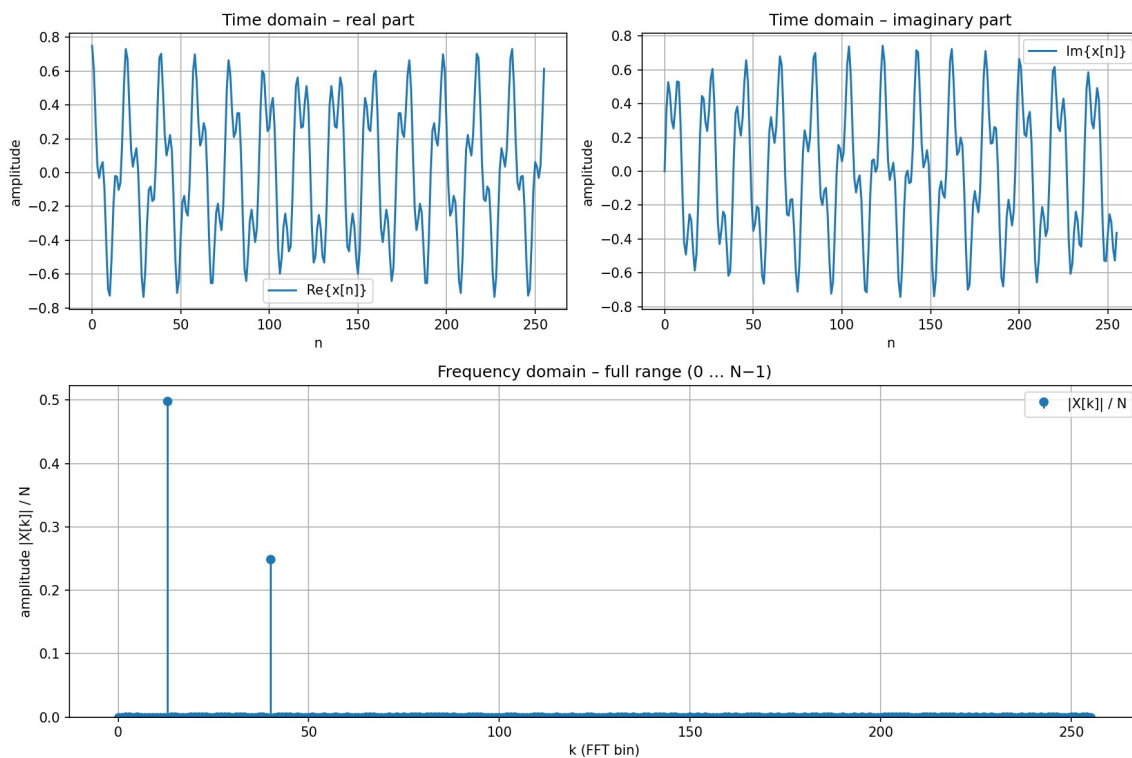 Time domain – real part
0.8
0.6
0.4
0.2
0.0
−0.2
−0.4
−0.6
−0.8
amplitude
Re{x[n]}
0 50 100 150 200 250
n
Time domain – imaginary part
0.8
0.6
0.4
0.2
0.0
−0.2
−0.4
−0.6
−0.8
amplitude
Im{x[n]}
0 50 100 150 200 250
n
Frequency domain – full range (0 … N−1)
0.5
0.4
0.3
0.2
0.1
0.0
amplitude |X[k]| / N
|X[k]| / N
0 50 100 150 200 250
k (FFT bin)